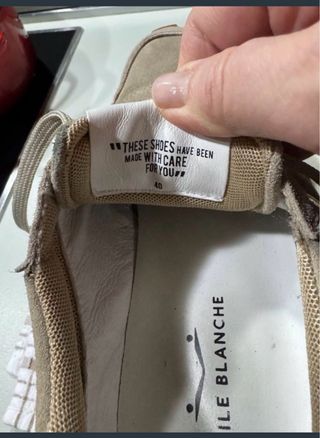 "THESE SHOES HAVE BEEN
MADE WITH CARE
FOR YOU"
40
ILE BLANCHE